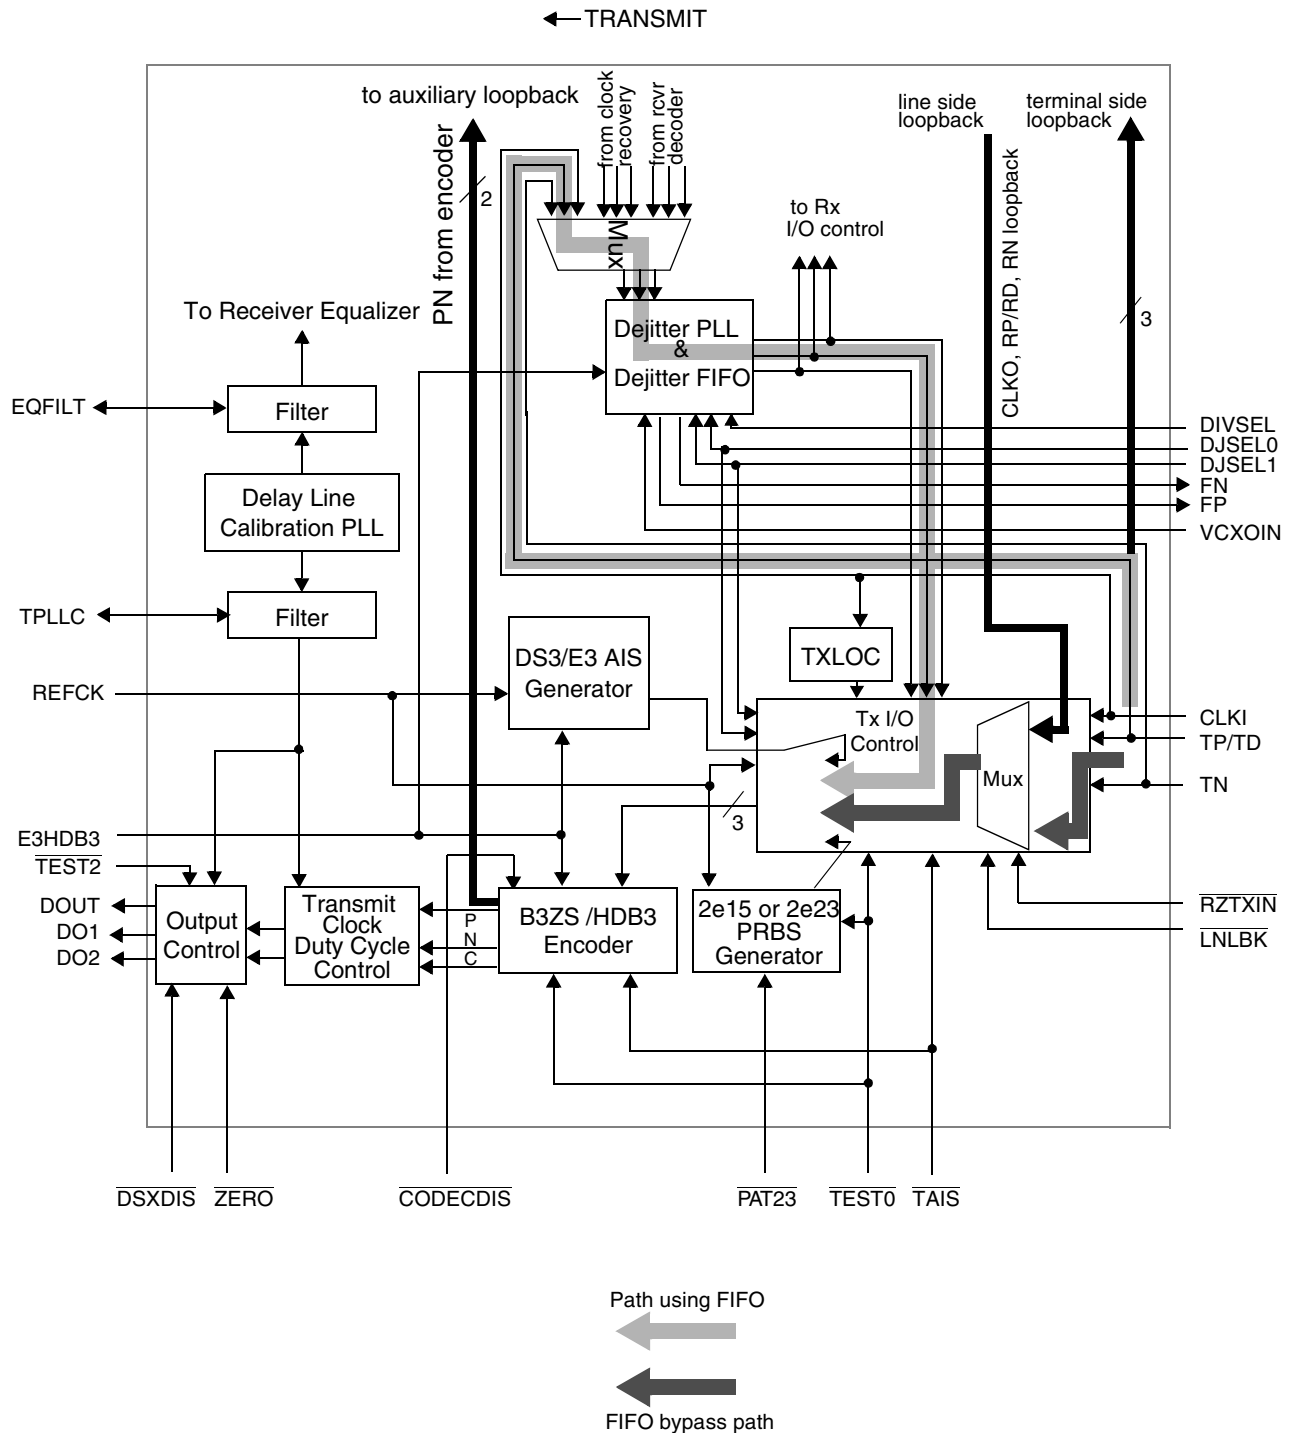 TRANSMIT
to auxiliary loopback
PN from encoder
2
from clock
recovery
from rcvr
decoder
line side
loopback
terminal side
loopback
CLKO, RP/RD, RN loopback
3
Mux
to Rx
I/O control
To Receiver Equalizer
Dejitter PLL
&
Dejitter FIFO
EQFILT
Filter
DIVSEL
DJSEL0
DJSEL1
FN
FP
VCXOIN
Delay Line
Calibration PLL
TPLLC
Filter
DS3/E3 AIS
Generator
TXLOC
REFCK
Tx I/O
Control
Mux
CLKI
TP/TD
TN
3
E3HDB3
TEST2
DOUT
DO1
DO2
Output
Control
Transmit
Clock
Duty Cycle
Control
P
N
C
B3ZS /HDB3
Encoder
2e15 or 2e23
PRBS
Generator
RZTXIN
LNLBK
DSXDIS
ZERO
CODECDIS
PAT23
TEST0
TAIS
Path using FIFO
FIFO bypass path